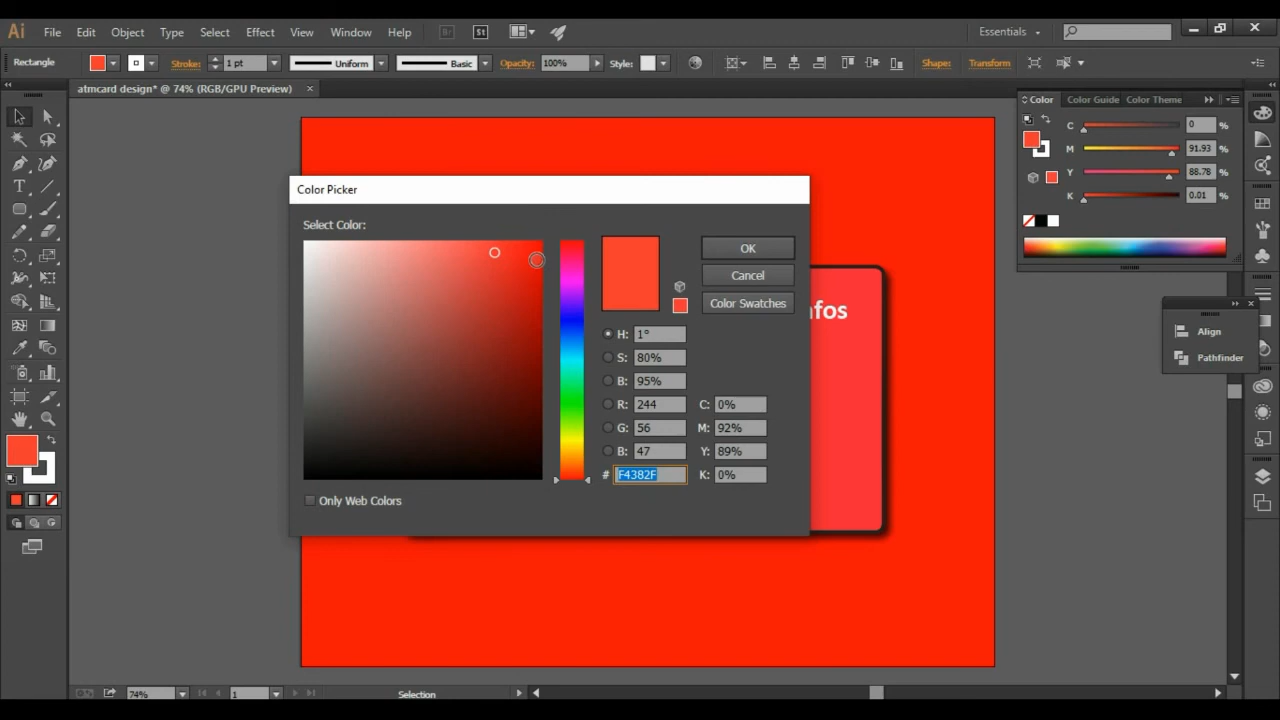 Ai File Edit Object Type Select Effect View Window Help Br St Essentials
Rectangle Stroke: 1 pt Uniform Basic Opacity: 100% Style: Shape: Transform
atmcard design* @ 74% (RGB/GPU Preview) ×
Color Color Guide Color Theme
C 0 %
M 91.93 %
Y 88.78 %
K 0.01 %
Color Picker
Select Color:
OK
Cancel
Color Swatches
H: 1°
S: 80%
B: 95%
R: 244 C: 0%
G: 56 M: 92%
B: 47 Y: 89%
# F4382F K: 0%
Only Web Colors
nfos
Align
Pathfinder
74% 1 Selection